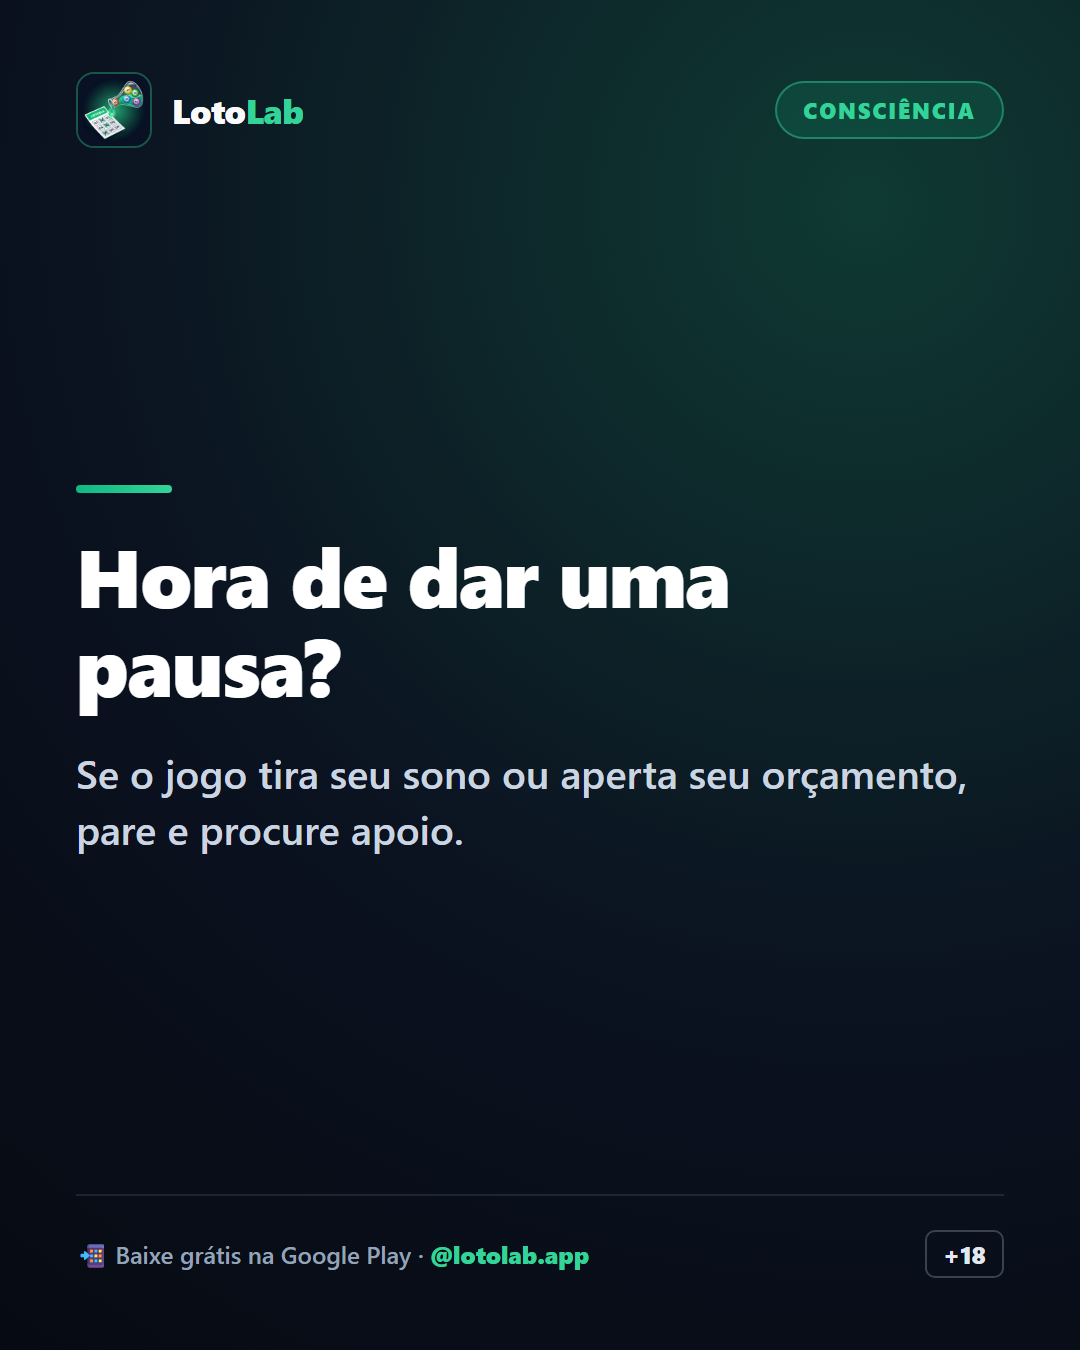 LotoLab
CONSCIÊNCIA
Hora de dar uma
pausa?
Se o jogo tira seu sono ou aperta seu orçamento,
pare e procure apoio.
Baixe grátis na Google Play · @lotolab.app
+18